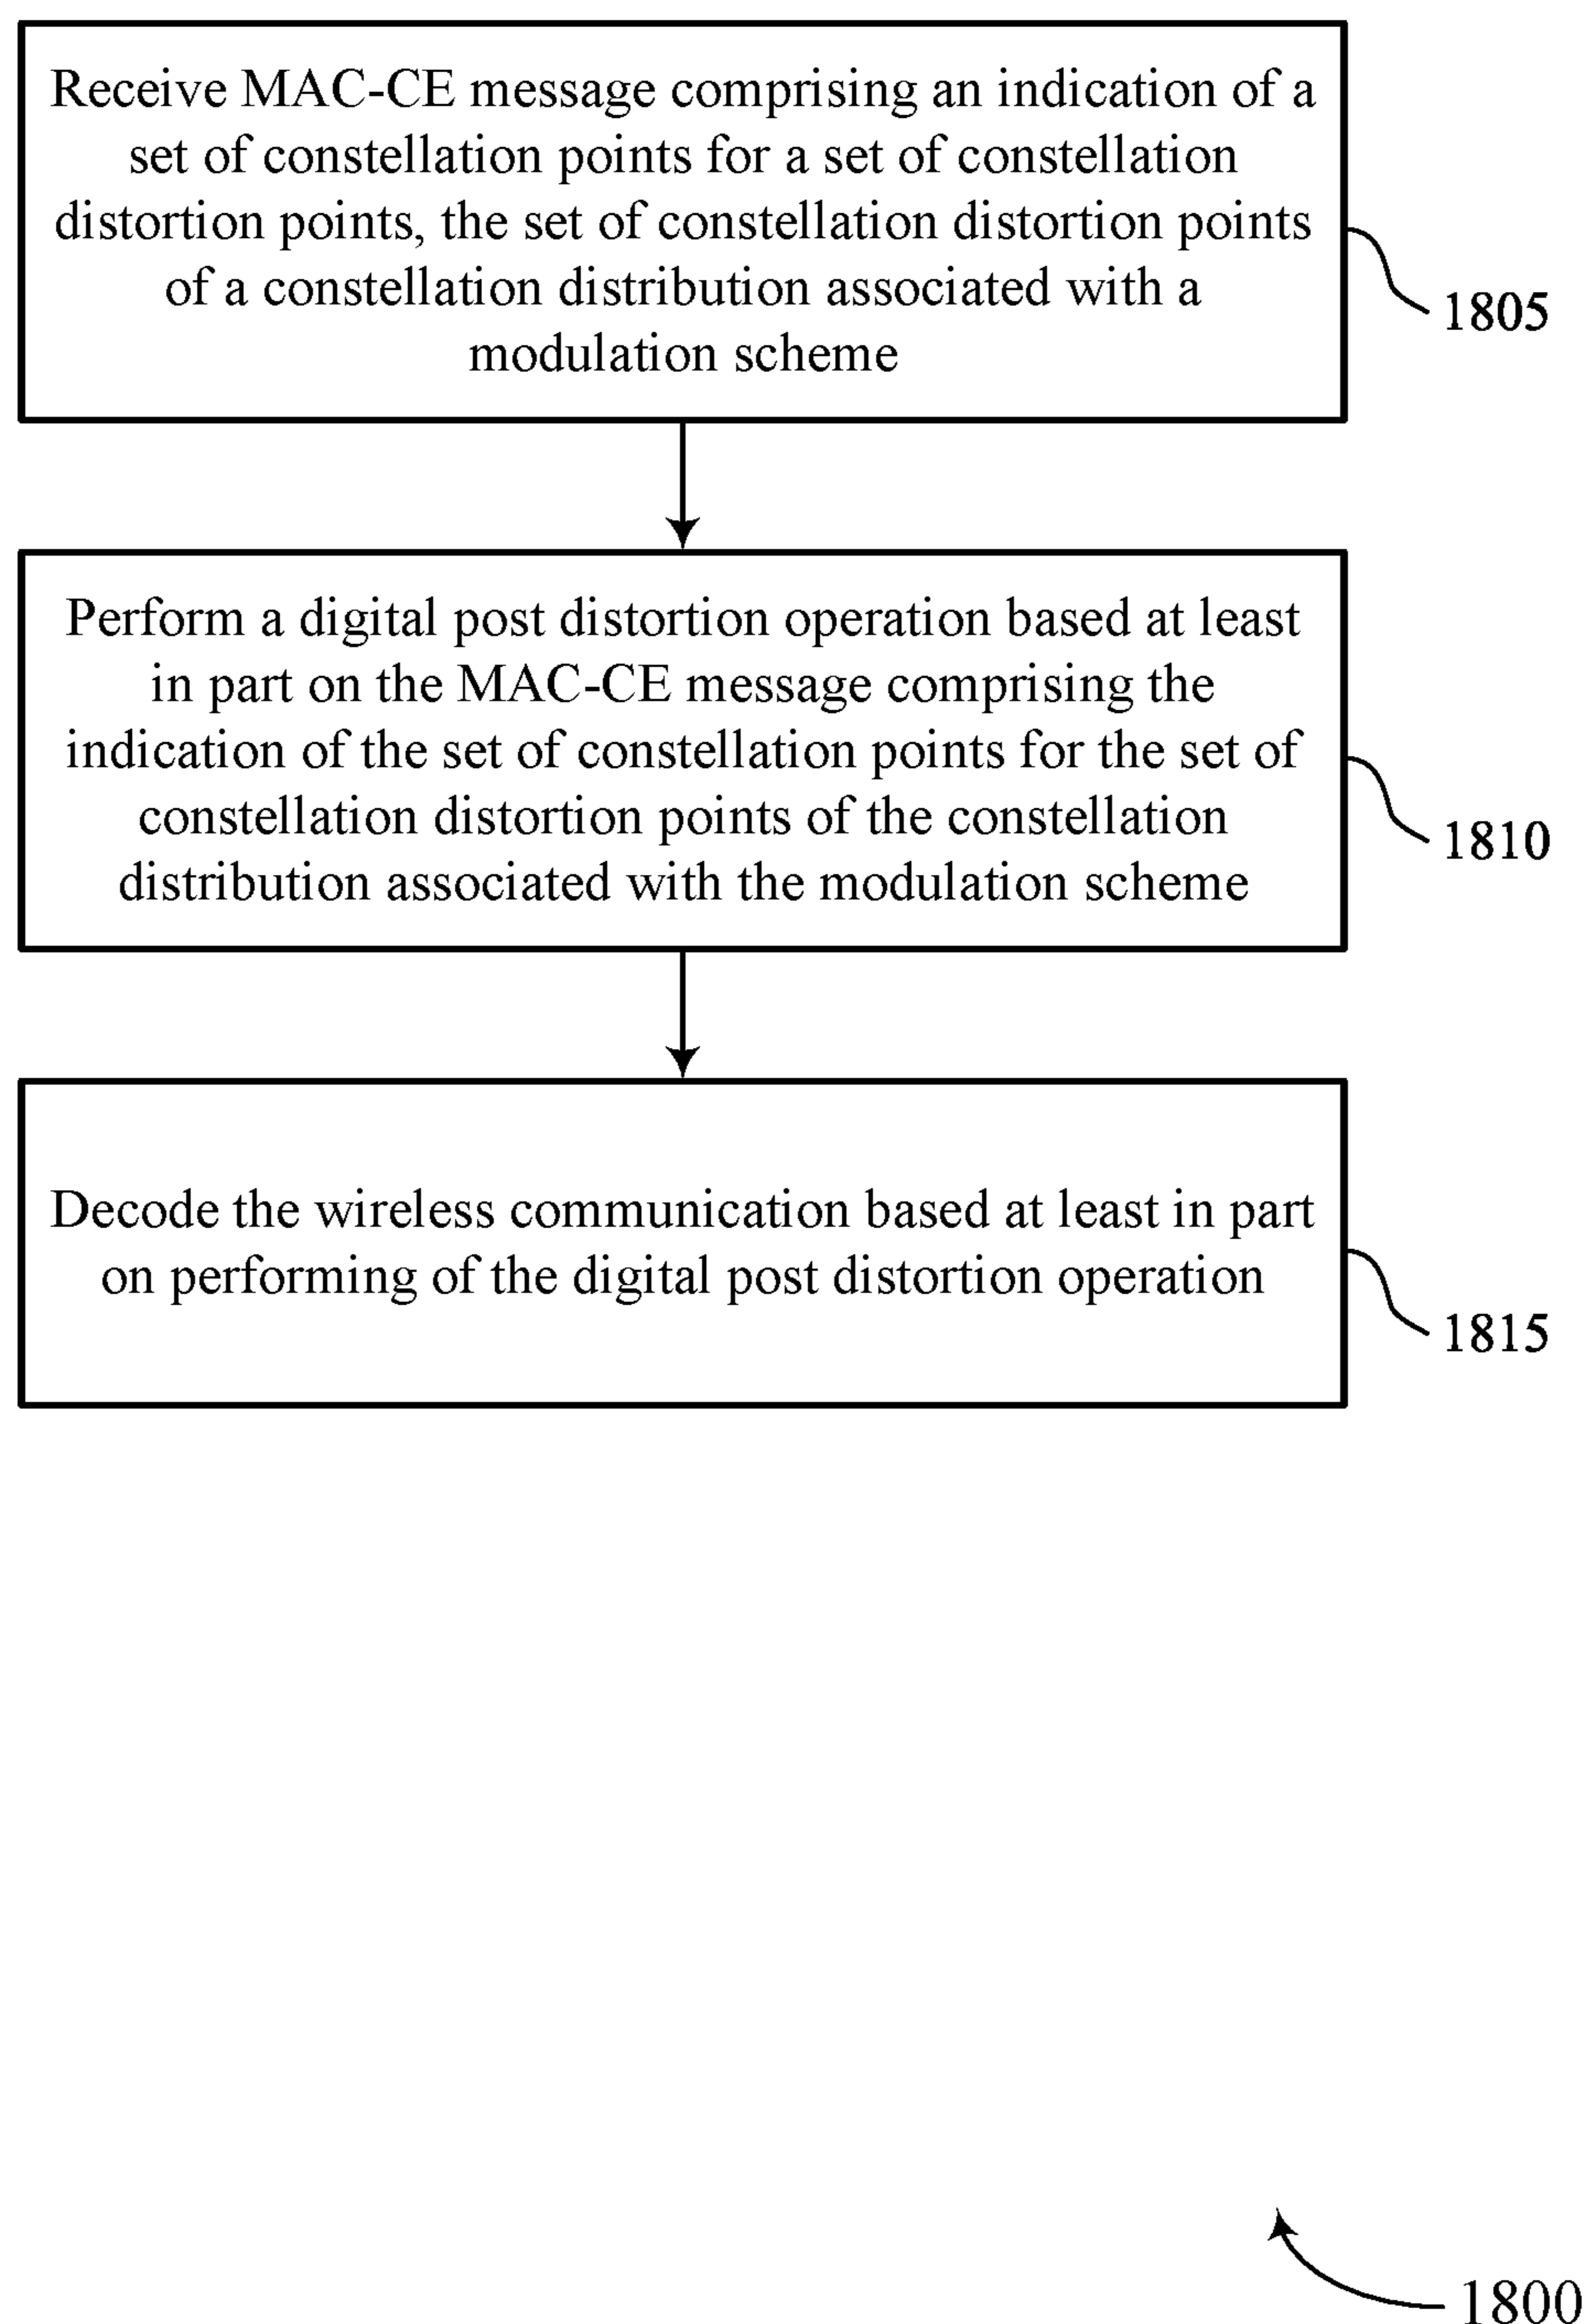 Receive MAC-CE message comprising an indication of a
set of constellation points for a set of constellation
distortion points, the set of constellation distortion points
of a constellation distribution associated with a
modulation scheme
1805
Perform a digital post distortion operation based at least
in part on the MAC-CE message comprising the
indication of the set of constellation points for the set of
constellation distortion points of the constellation
distribution associated with the modulation scheme
1810
Decode the wireless communication based at least in part
on performing of the digital post distortion operation
1815
1800